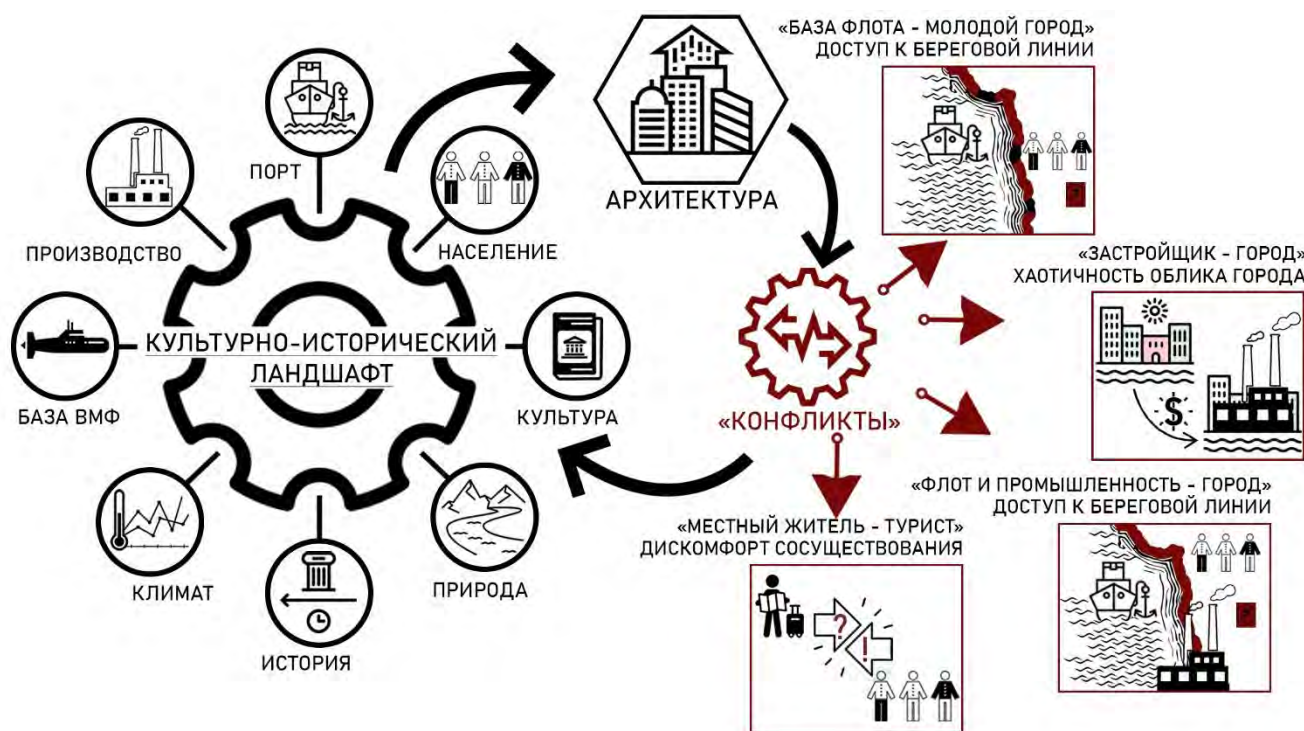 ПОРТ
НАСЕЛЕНИЕ
ПРОИЗВОДСТВО
БАЗА ВМФ
КУЛЬТУРНО-ИСТОРИЧЕСКИЙ
ЛАНДШАФТ
КУЛЬТУРА
КЛИМАТ
ИСТОРИЯ
ПРИРОДА
АРХИТЕКТУРА
«КОНФЛИКТЫ»
«БАЗА ФЛОТА - МОЛОДОЙ ГОРОД»
ДОСТУП К БЕРЕГОВОЙ ЛИНИИ
«ЗАСТРОЙЩИК - ГОРОД»
ХАОТИЧНОСТЬ ОБЛИКА ГОРОДА
$
«ФЛОТ И ПРОМЫШЛЕННОСТЬ - ГОРОД»
ДОСТУП К БЕРЕГОВОЙ ЛИНИИ
«МЕСТНЫЙ ЖИТЕЛЬ - ТУРИСТ»
ДИСКОМФОРТ СОСУЩЕСТВОВАНИЯ
?
!